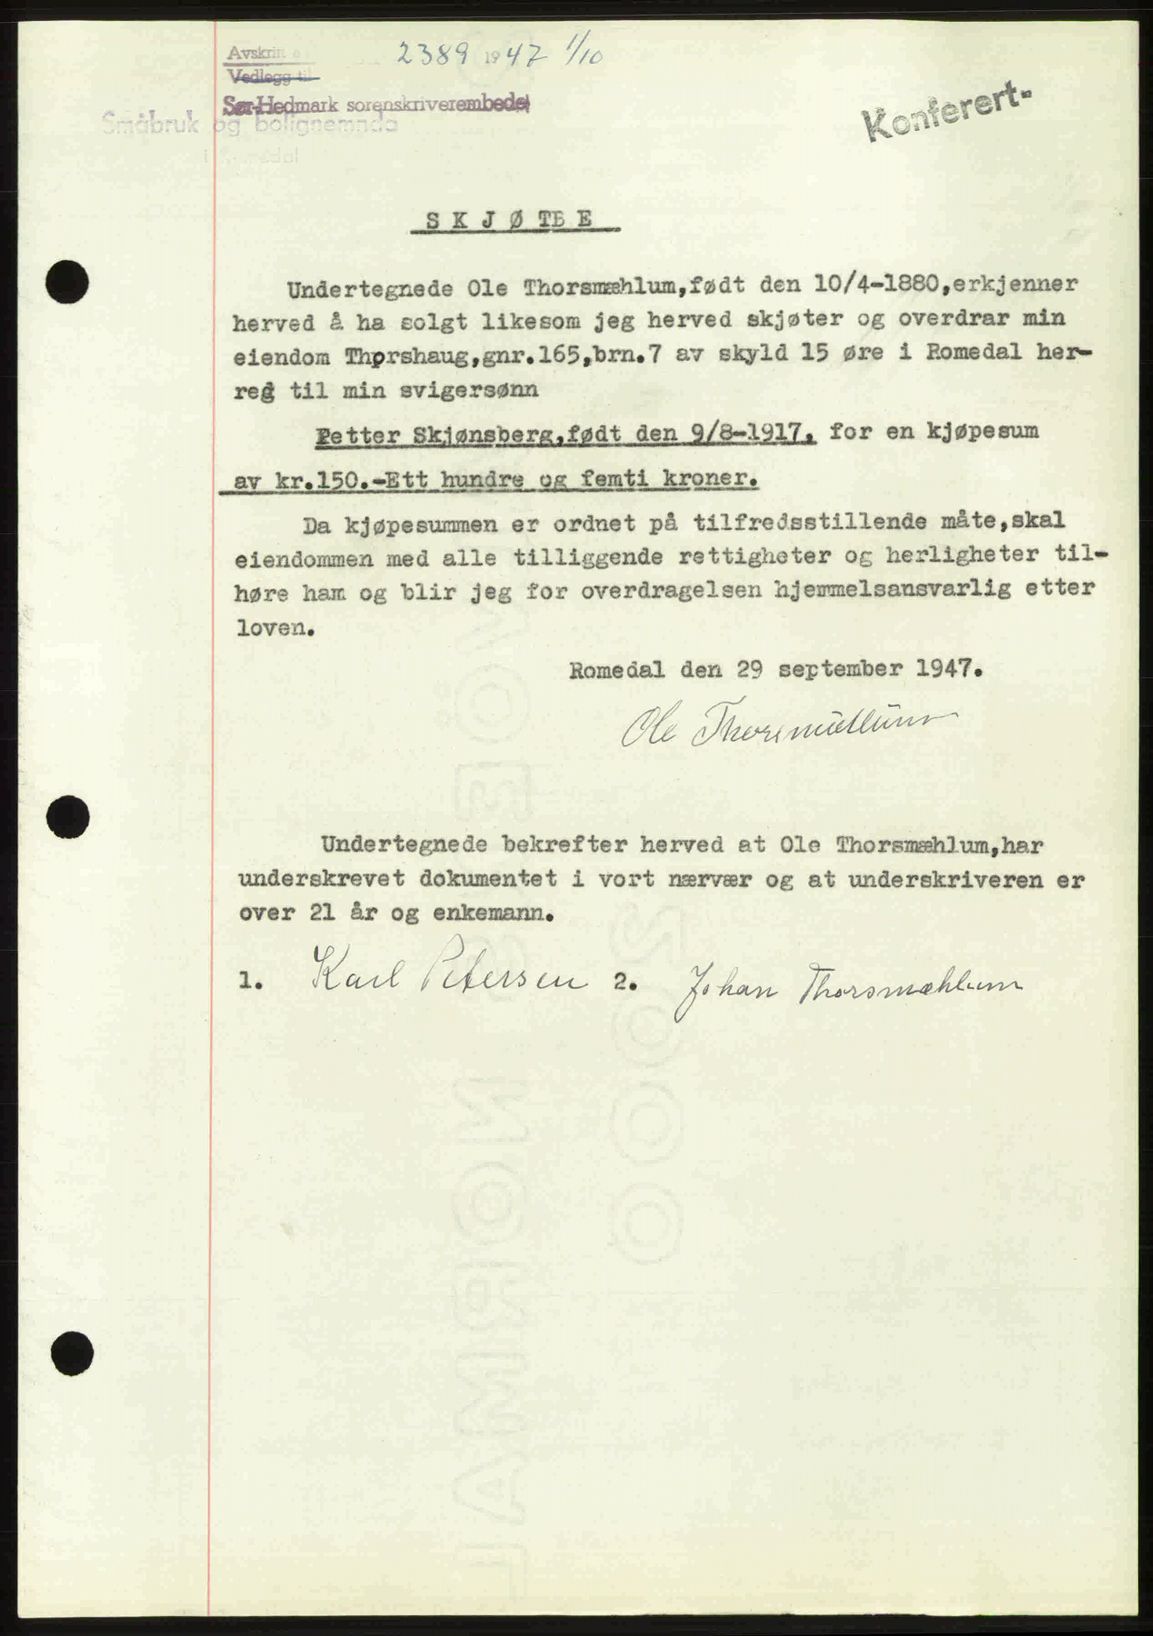 Avskrift
2389 1947 1/10
Vedlegg til
Sør-Hedmark sorenskriverembede
Småbruk og bolignemnda
i Romedal
Konferert-
S K J Ø T E
Undertegnede Ole Thorsmæhlum,født den 10/4-1880,erkjenner
herved å ha solgt likesom jeg herved skjøter og overdrar min
eiendom Thorshaug,gnr.165,brn.7 av skyld 15 øre i Romedal her-
red til min svigersønn
Petter Skjønsberg,født den 9/8-1917, for en kjøpesum
av kr.150.-Ett hundre og femti kroner.
Da kjøpesummen er ordnet på tilfredsstillende måte,skal
eiendommen med alle tilliggende rettigheter og herligheter til-
høre ham og blir jeg for overdragelsen hjemmelsansvarlig etter
loven.
Romedal den 29 september 1947.
Ole Thorsmæhlum
Undertegnede bekrefter herved at Ole Thorsmæhlum,har
underskrevet dokumentet i vort nærvær og at underskriveren er
over 21 år og enkemann.
1. Karl Petersen 2. Johan Thorsmæhlum